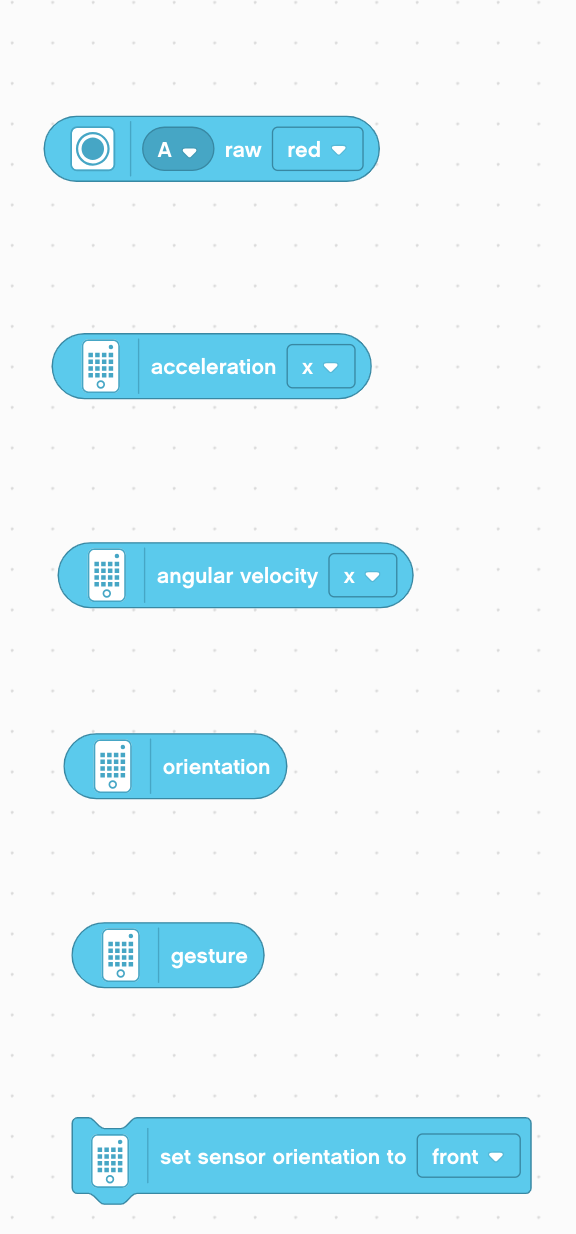 A raw red
acceleration x
angular velocity x
orientation
gesture
set sensor orientation to front